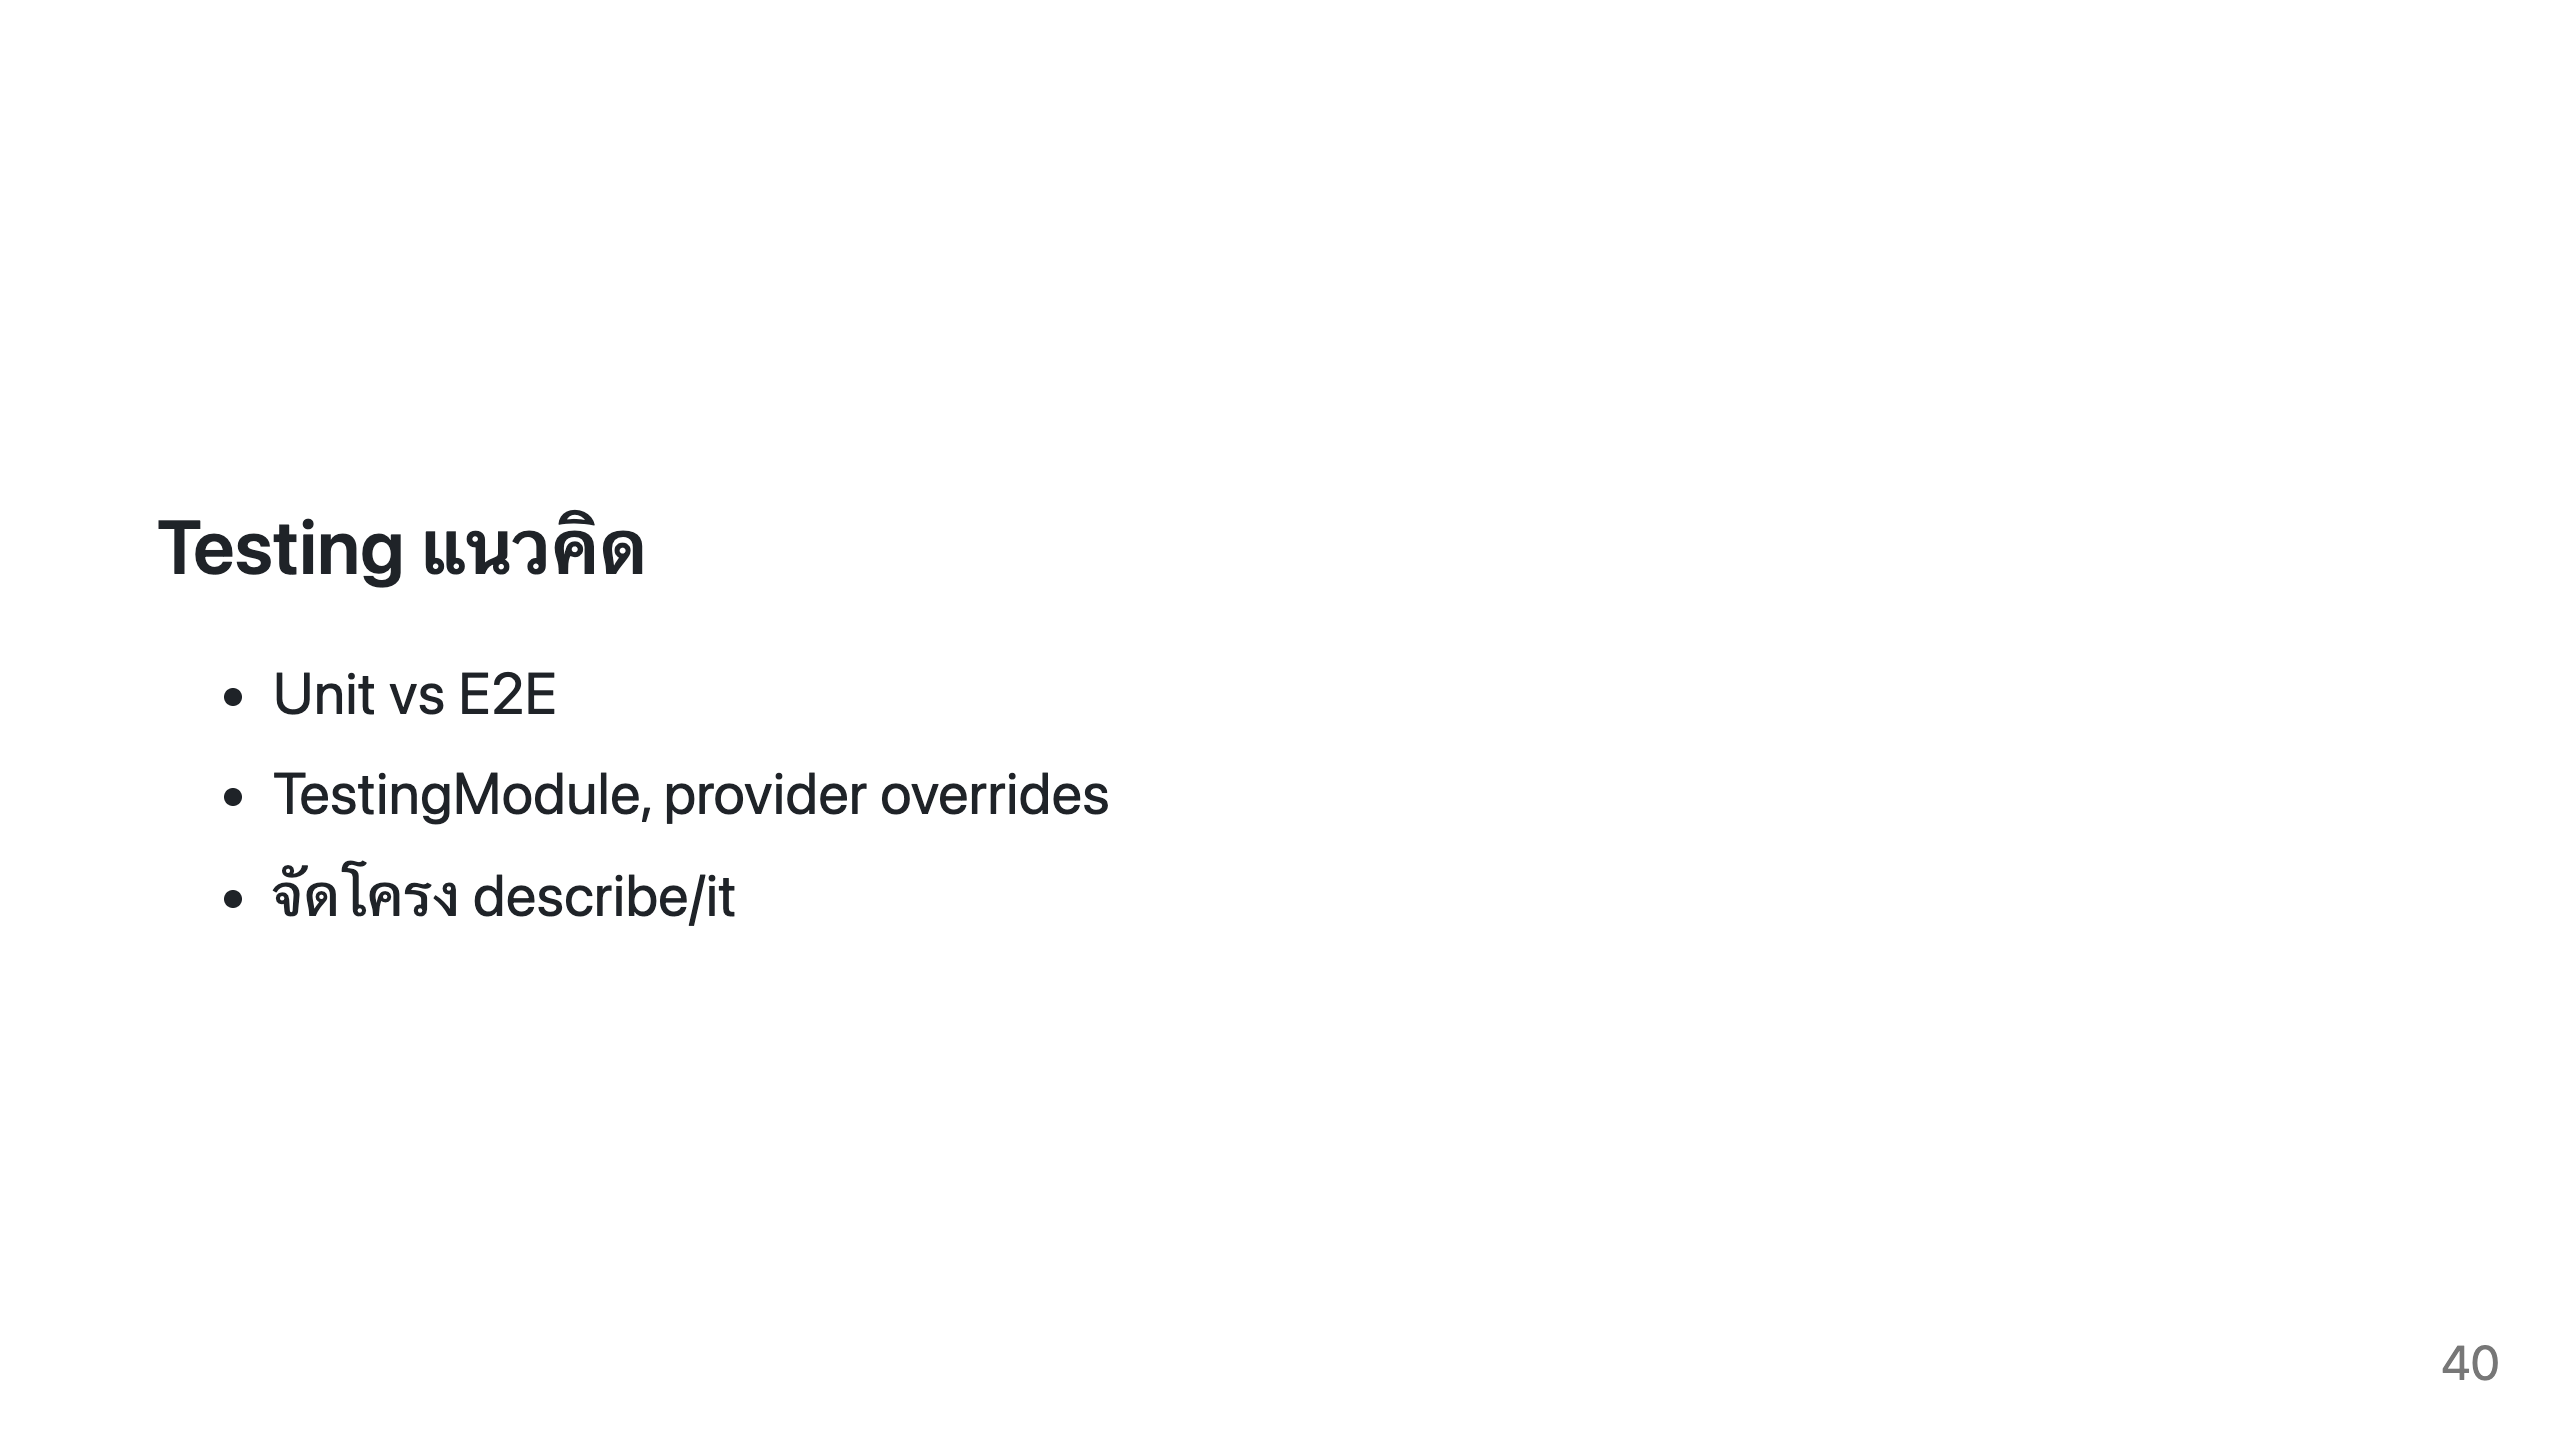 Testing แนวคิด
• Unit vs E2E
• TestingModule, provider overrides
• จัดโครง describe/it
40